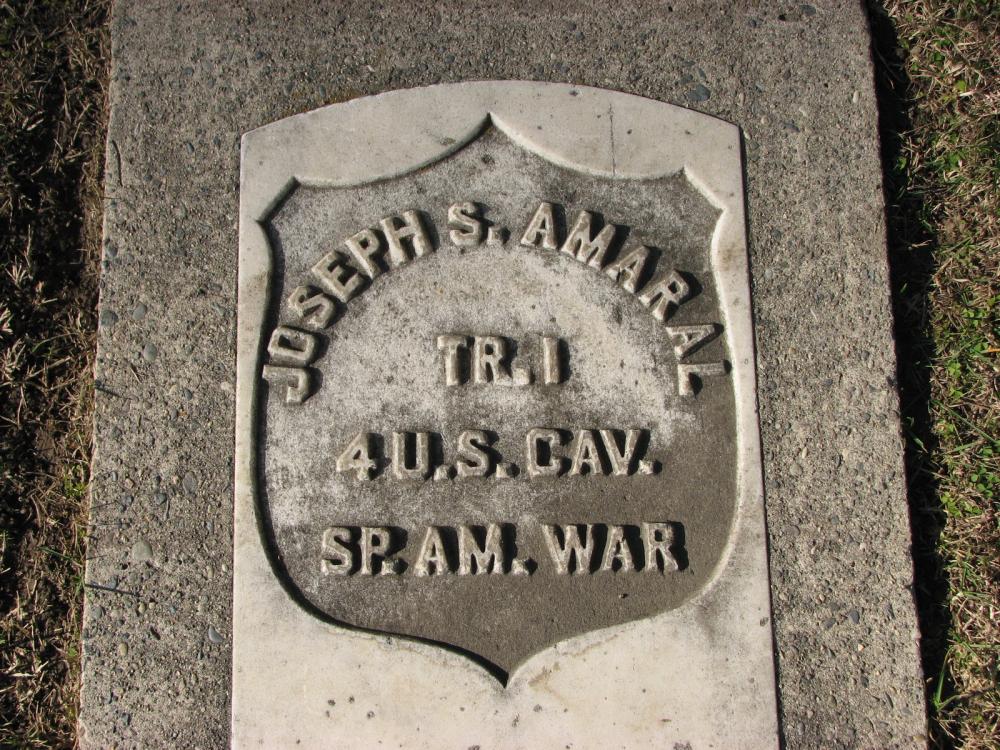 JOSEPH S. AMARAL
TR. I
4 U.S. CAV.
SP. AM. WAR